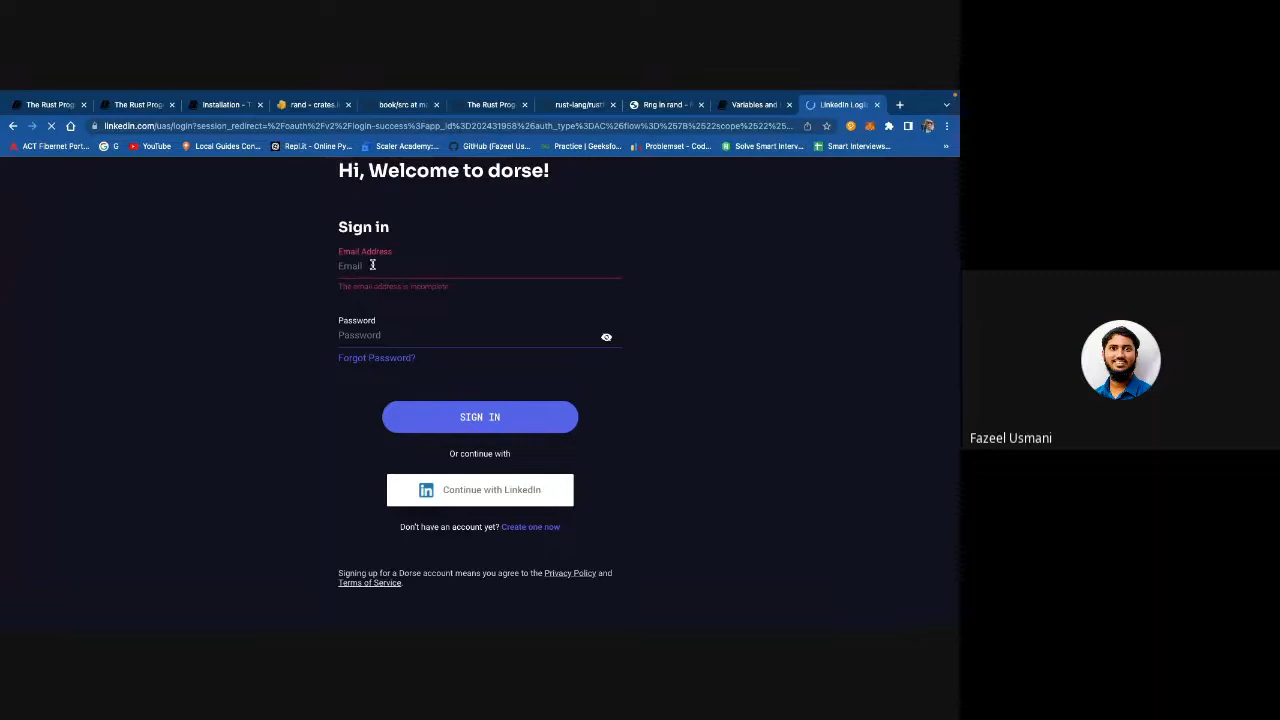 The Rust Prog
The Rust Prog
Installation - T
rand - crates.i
book/src at m
The Rust Prog
rust-lang/rustl
Rng in rand - R
Variables and
LinkedIn Login
linkedin.com/uas/login?session_redirect=%2Foauth%2Fv2%2Flogin-success%3Fapp_id%3D202431958%26auth_type%3DAC%26flow%3D%257B%2522scope%2522%25...
ACT Fibernet Port...
G
YouTube
Local Guides Con...
Repl.it - Online Py...
Scaler Academy:...
GitHub (Fazeel Us...
Practice | Geeksfo...
Problemset - Cod...
Solve Smart Interv...
Smart Interviews...
»
Hi, Welcome to dorse!
Sign in
Email Address
Email
The email address is incomplete
Password
Password
Forgot Password?
SIGN IN
Or continue with
in Continue with LinkedIn
Don't have an account yet? Create one now
Signing up for a Dorse account means you agree to the Privacy Policy and
Terms of Service.
Fazeel Usmani